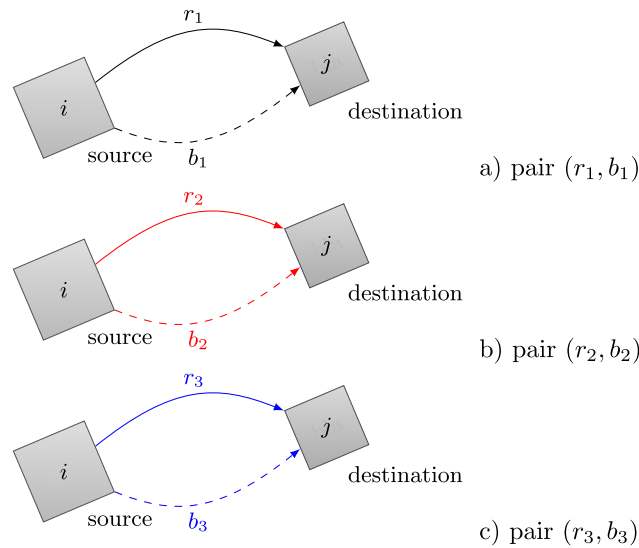 r₁
i
j
destination
source
b₁
a) pair (r₁, b₁)
r₂
i
j
destination
source
b₂
b) pair (r₂, b₂)
r₃
i
j
destination
source
b₃
c) pair (r₃, b₃)